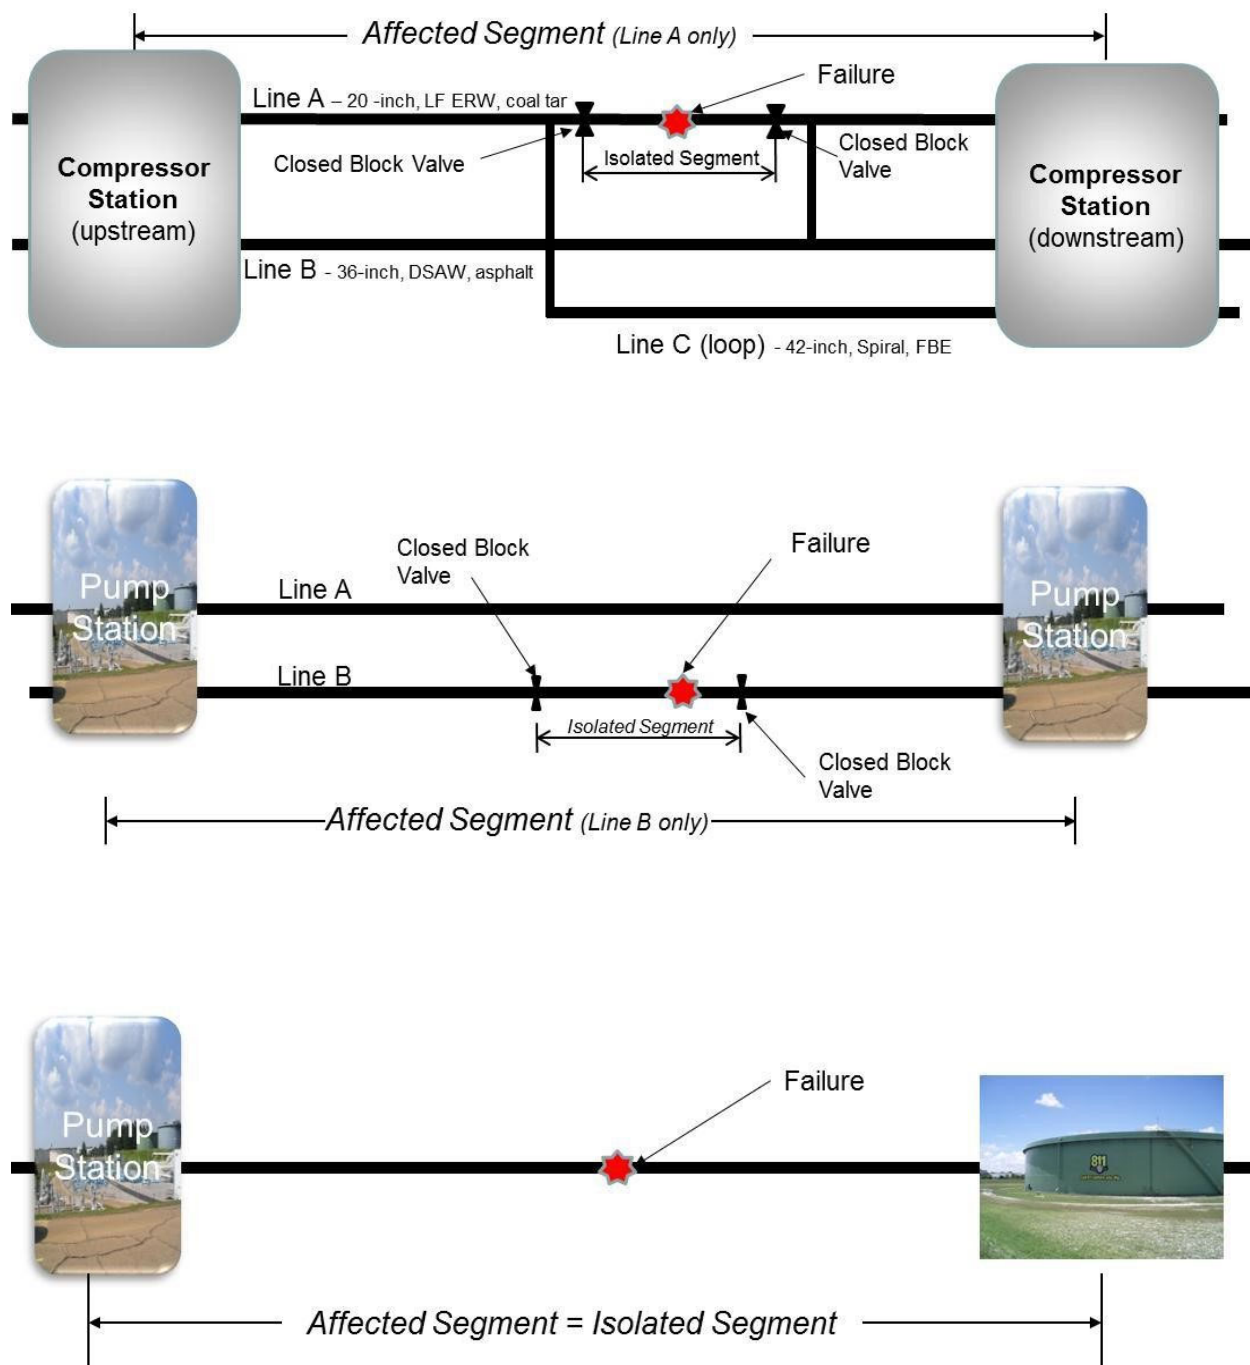 Affected Segment (Line A only)
Failure
Line A – 20 -inch, LF ERW, coal tar
Closed Block Valve
Closed Block
Valve
Isolated Segment
Compressor
Station
(upstream)
Compressor
Station
(downstream)
Line B - 36-inch, DSAW, asphalt
Line C (loop) - 42-inch, Spiral, FBE
Pump
Station
Closed Block
Valve
Failure
Pump
Station
Line A
Line B
Isolated Segment
Closed Block
Valve
Affected Segment (Line B only)
Failure
Pump
Station
811
Affected Segment = Isolated Segment